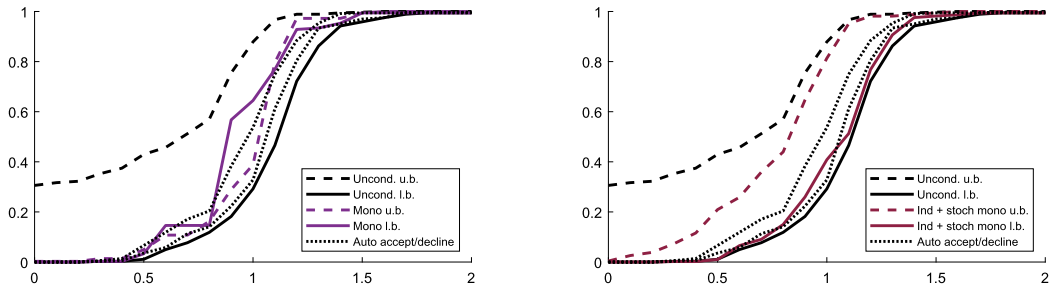 1
0.8
0.6
0.4
0.2
0
0 0.5 1 1.5 2
Uncond. u.b.
Uncond. l.b.
Mono u.b.
Mono l.b.
Auto accept/decline
1
0.8
0.6
0.4
0.2
0
0 0.5 1 1.5 2
Uncond. u.b.
Uncond. l.b.
Ind + stoch mono u.b.
Ind + stoch mono l.b.
Auto accept/decline